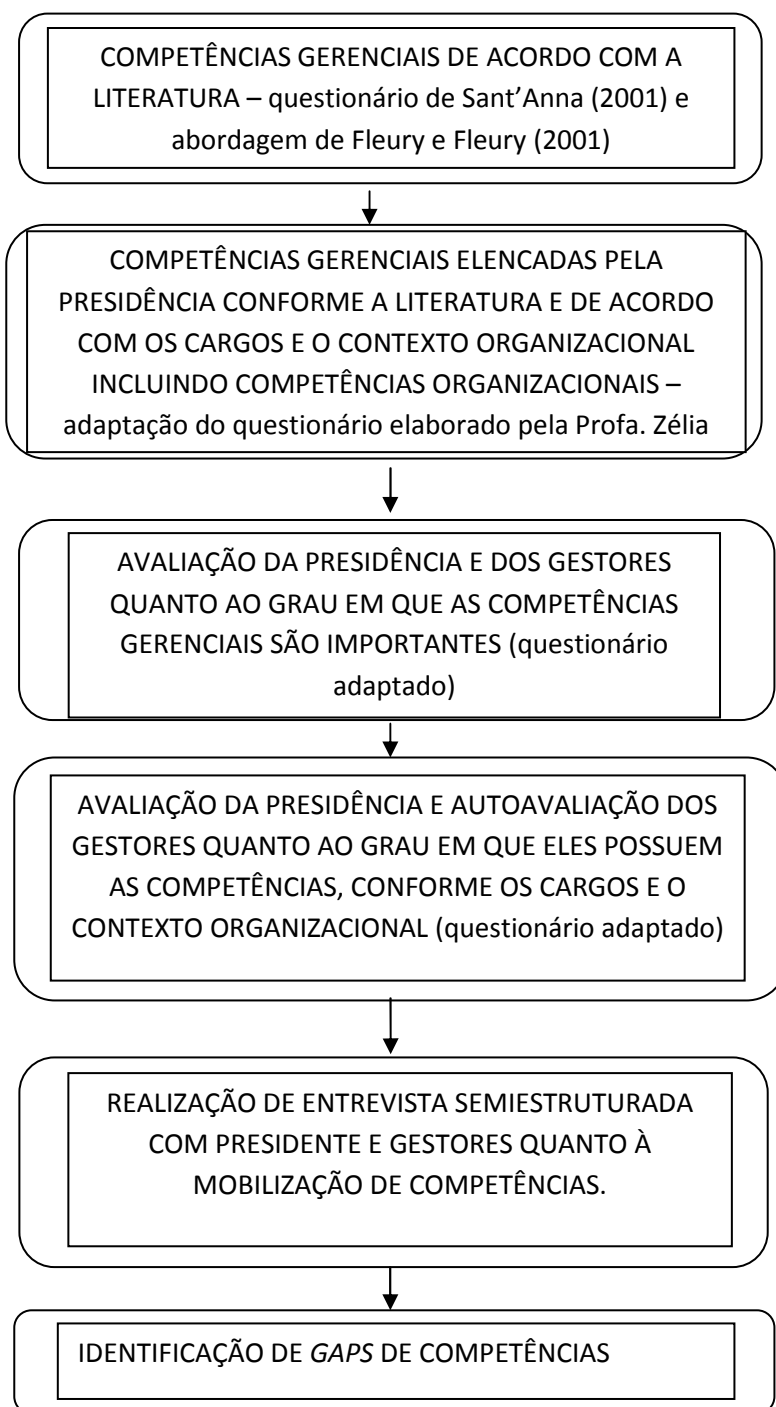 COMPETÊNCIAS GERENCIAIS DE ACORDO COM A
LITERATURA – questionário de Sant’Anna (2001) e
abordagem de Fleury e Fleury (2001)
COMPETÊNCIAS GERENCIAIS ELENCADAS PELA
PRESIDÊNCIA CONFORME A LITERATURA E DE ACORDO
COM OS CARGOS E O CONTEXTO ORGANIZACIONAL
INCLUINDO COMPETÊNCIAS ORGANIZACIONAIS –
adaptação do questionário elaborado pela Profa. Zélia
AVALIAÇÃO DA PRESIDÊNCIA E DOS GESTORES
QUANTO AO GRAU EM QUE AS COMPETÊNCIAS
GERENCIAIS SÃO IMPORTANTES (questionário
adaptado)
AVALIAÇÃO DA PRESIDÊNCIA E AUTOAVALIAÇÃO DOS
GESTORES QUANTO AO GRAU EM QUE ELES POSSUEM
AS COMPETÊNCIAS, CONFORME OS CARGOS E O
CONTEXTO ORGANIZACIONAL (questionário adaptado)
REALIZAÇÃO DE ENTREVISTA SEMIESTRUTURADA
COM PRESIDENTE E GESTORES QUANTO À
MOBILIZAÇÃO DE COMPETÊNCIAS.
IDENTIFICAÇÃO DE GAPS DE COMPETÊNCIAS